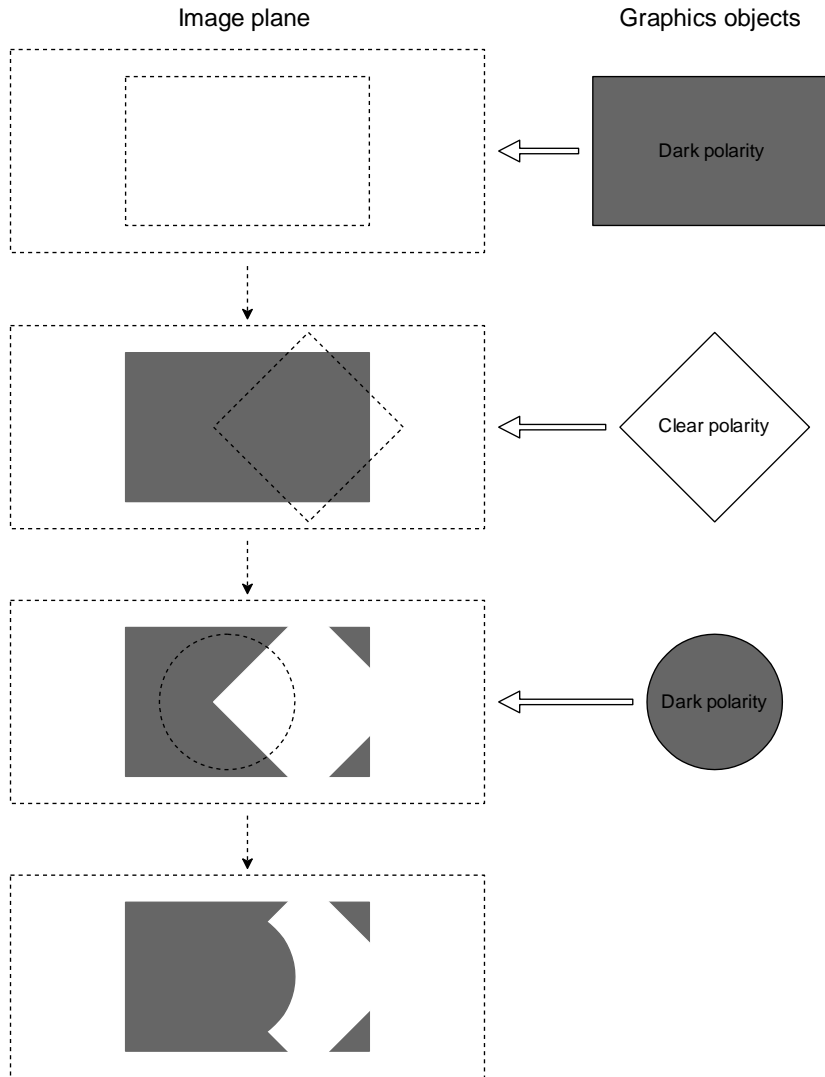 Image plane
Graphics objects
Dark polarity
Clear polarity
Dark polarity